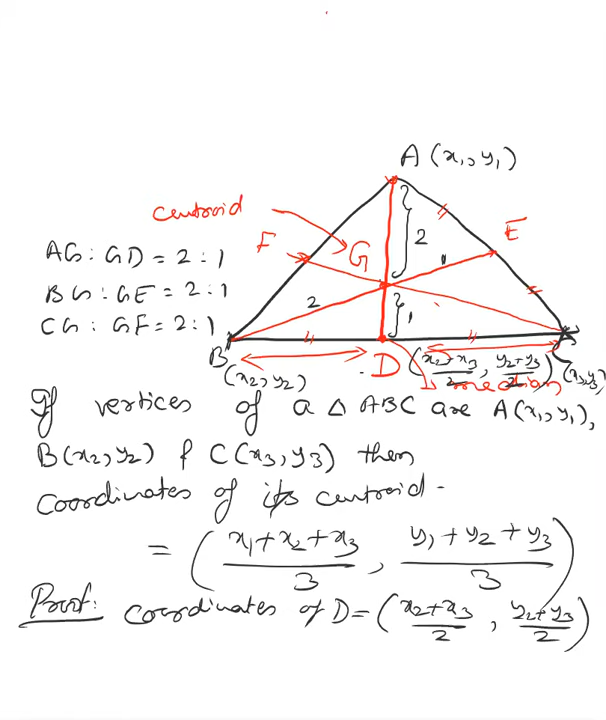 A (x₁, y₁)
centroid
F
E
G
2
1
AG : GD = 2 : 1
BG : GE = 2 : 1
2
1
CG : GF = 2 : 1
B
(x₂, y₂)
D
(x₂+x₃/2, y₂+y₃/2)
C
(x₃, y₃)
median
If vertices of a △ ABC are A(x₁, y₁),
B(x₂, y₂) & C(x₃, y₃) then
Coordinates of its centroid -
= (x₁+x₂+x₃/3, y₁+y₂+y₃/3)
Proof: coordinates of D = (x₂+x₃/2, y₂+y₃/2)